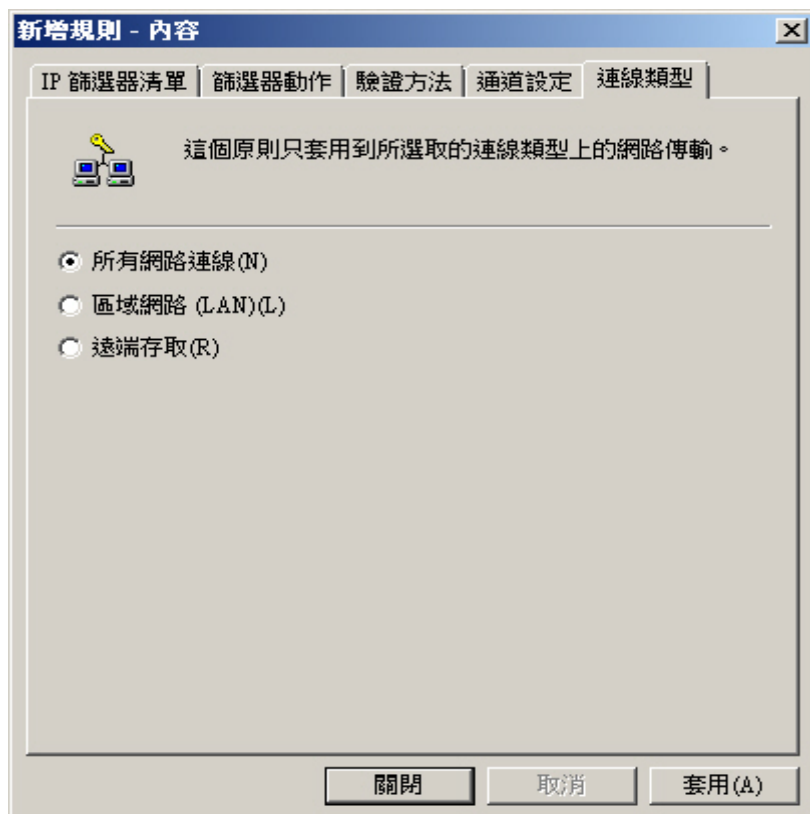 新增規則 - 內容
IP 篩選器清單 篩選器動作 驗證方法 通道設定 連線類型
這個原則只套用到所選取的連線類型上的網路傳輸。
所有網路連線(N)
區域網路 (LAN)(L)
遠端存取(R)
關閉 取消 套用(A)